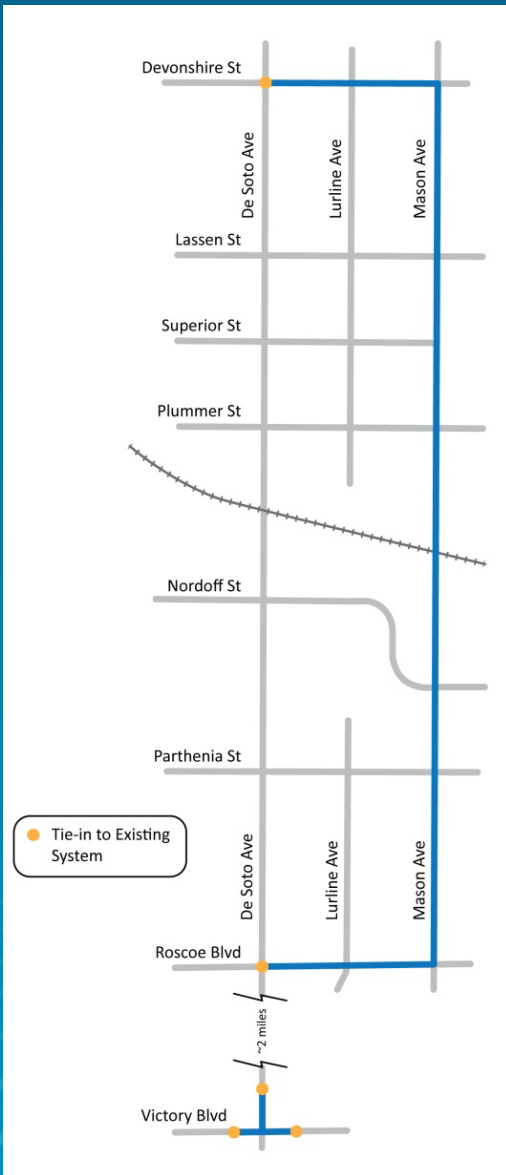 Devonshire St
De Soto Ave
Lurline Ave
Mason Ave
Lassen St
Superior St
Plummer St
Nordoff St
Parthenia St
Tie-in to Existing
System
De Soto Ave
Lurline Ave
Mason Ave
Roscoe Blvd
~2 miles
Victory Blvd